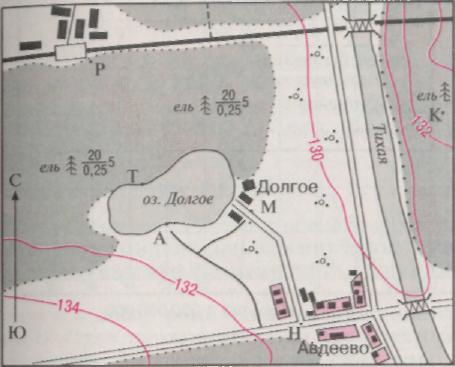 Р
ель 20/0,25 5
ель
К
132
Тихая
130
ель 20/0,25 5
Т
оз. Долгое
Долгое
М
С
А
132
134
Ю
Н
Авдеево